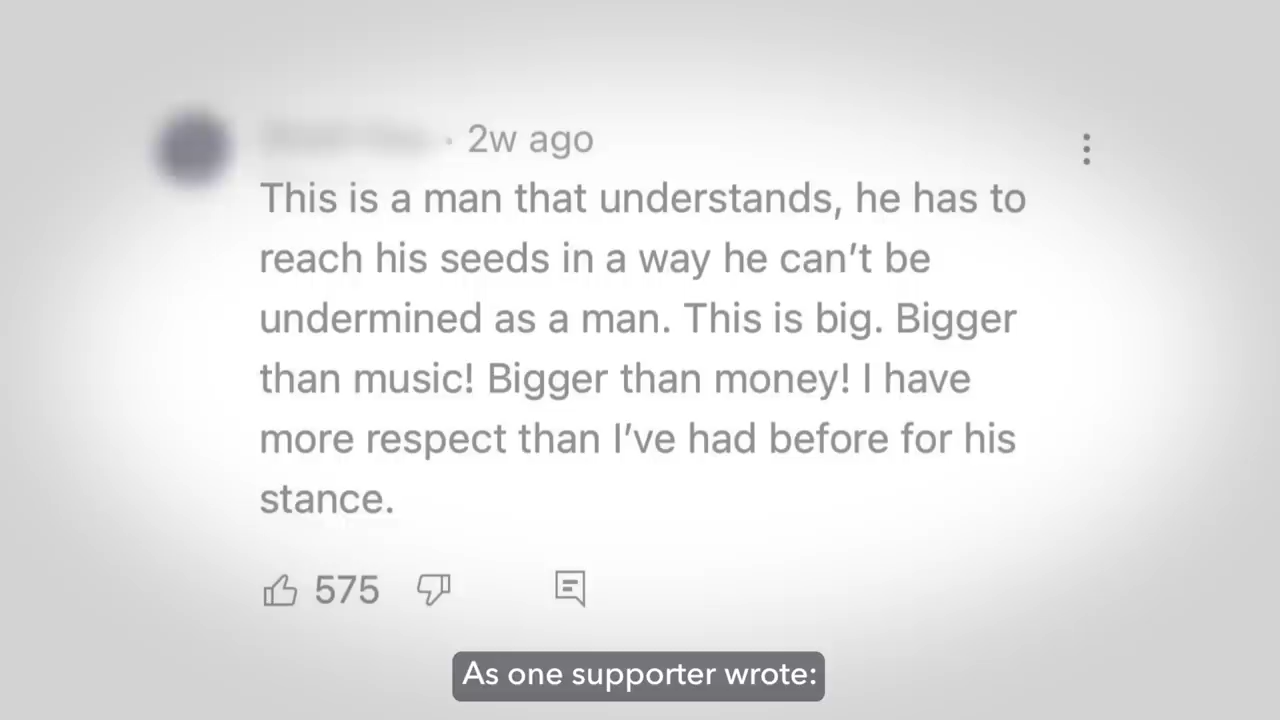 · 2w ago
This is a man that understands, he has to
reach his seeds in a way he can’t be
undermined as a man. This is big. Bigger
than music! Bigger than money! I have
more respect than I’ve had before for his
stance.
575
As one supporter wrote: